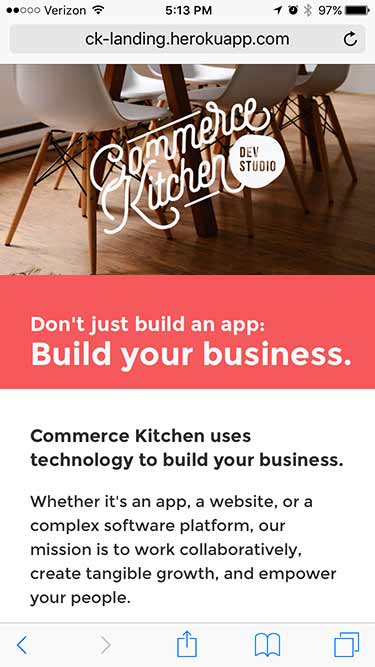 Verizon 5:13 PM 97%
ck-landing.herokuapp.com
Commerce
Kitchen
DEV
STUDIO
Don't just build an app:
Build your business.
Commerce Kitchen uses
technology to build your business.
Whether it's an app, a website, or a
complex software platform, our
mission is to work collaboratively,
create tangible growth, and empower
your people.